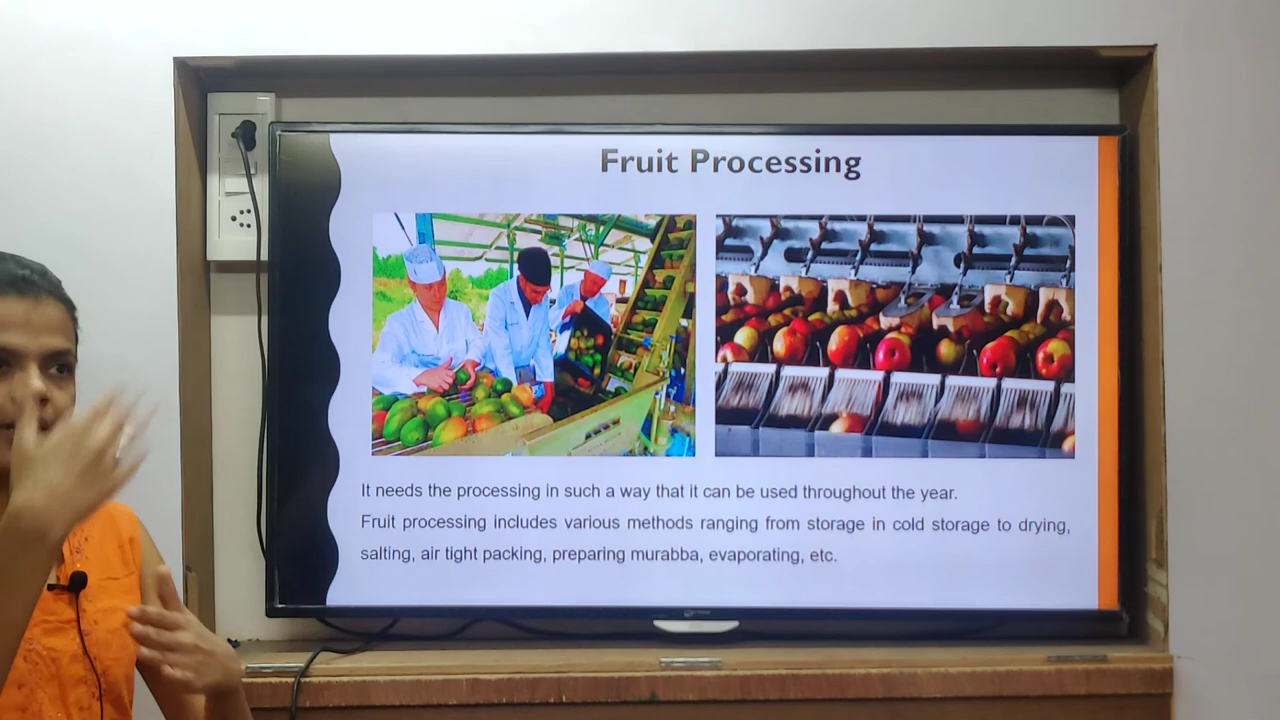 Fruit Processing
It needs the processing in such a way that it can be used throughout the year.
Fruit processing includes various methods ranging from storage in cold storage to drying,
salting, air tight packing, preparing murabba, evaporating, etc.